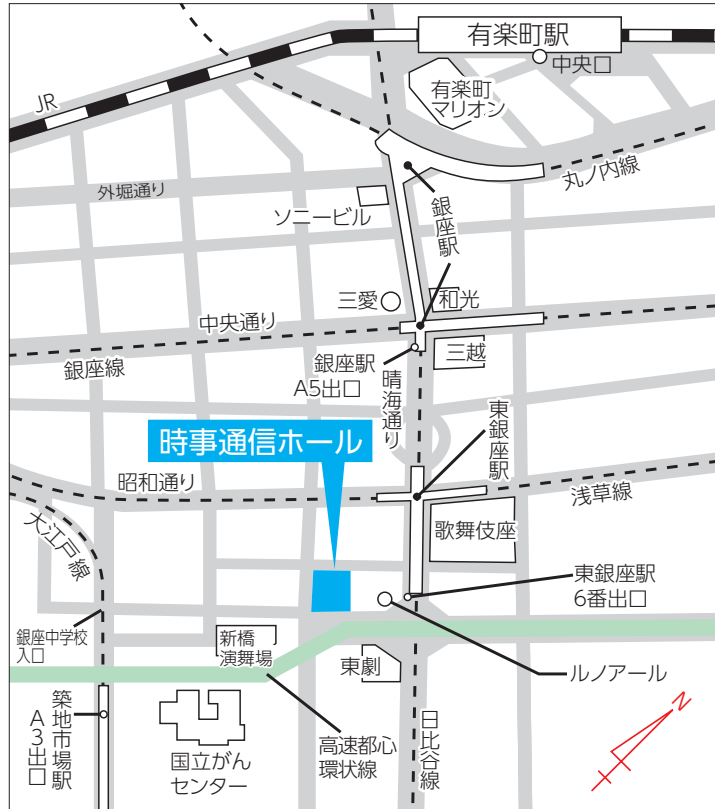 有楽町駅
中央口
JR
有楽町
マリオン
丸ノ内線
外堀通り
ソニービル
銀座駅
三愛
和光
中央通り
銀座線
銀座駅
A5出口
三越
晴海通り
時事通信ホール
東銀座駅
昭和通り
浅草線
大江戸線
歌舞伎座
東銀座駅
6番出口
銀座中学校
入口
新橋
演舞場
東劇
ルノアール
築地市場駅
A3出口
国立がん
センター
高速都心
環状線
日比谷線
N